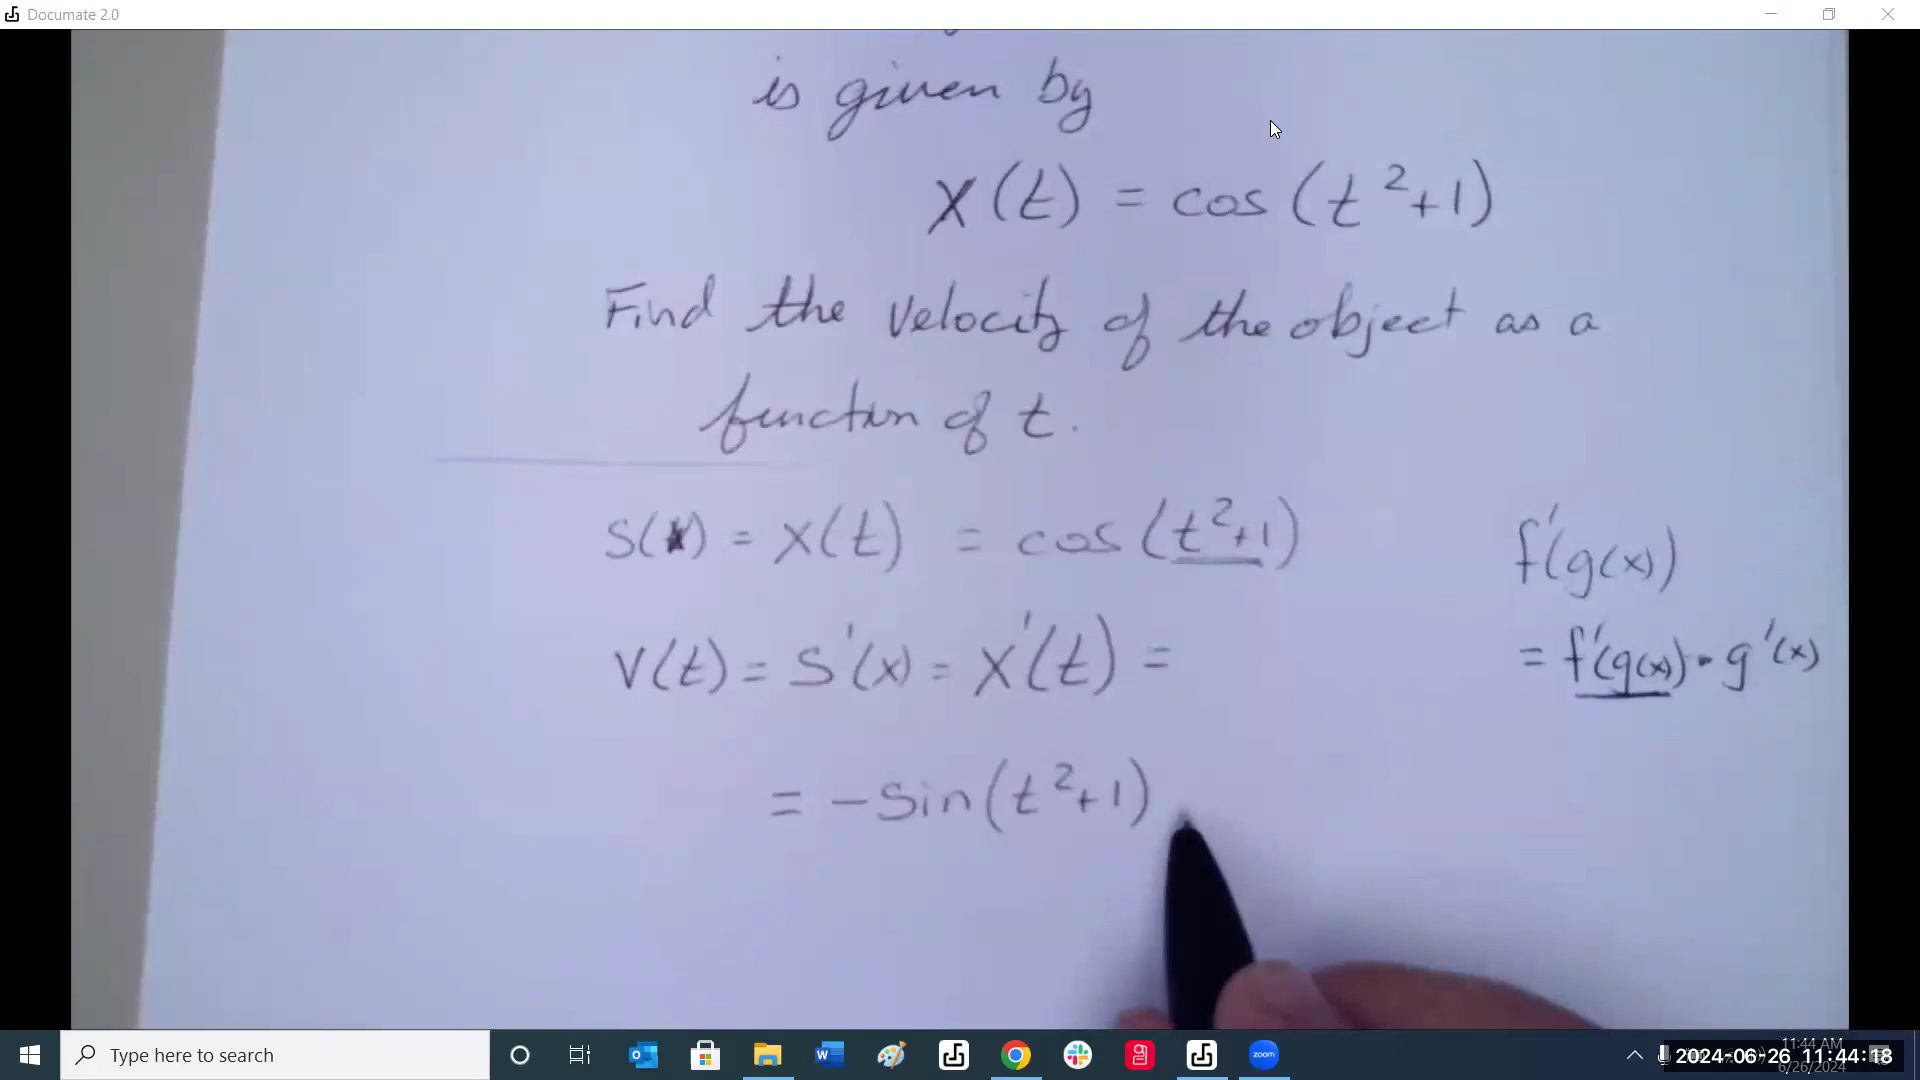 Documate 2.0
is given by
X(t) = cos(t²+1)
Find the velocity of the object as a
function of t.
S( ) = X(t) = cos(t²+1)
f'(g(x))
V(t) = S'(x) = X'(t) =
= f'(g(x)) · g'(x)
= -sin(t²+1)
Type here to search
zoom
11:44 AM
2024-06-26 11:44:18
6/26/2024